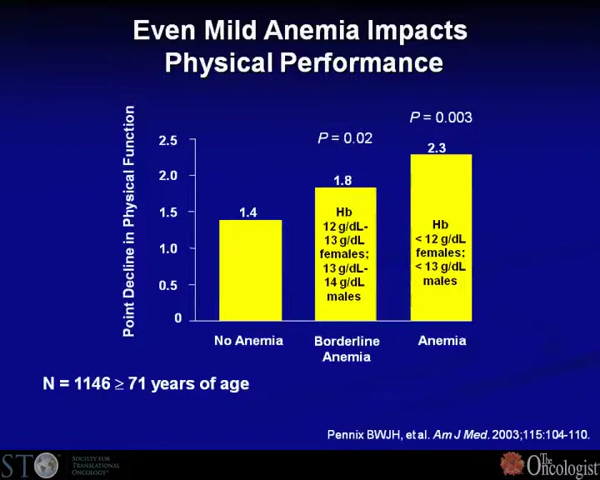 Even Mild Anemia Impacts
Physical Performance
P = 0.003
P = 0.02
Point Decline in Physical Function
2.5
2.0
1.5
1.0
0.5
0
1.4
1.8
2.3
Hb
12 g/dL-
13 g/dL
females;
13 g/dL-
14 g/dL
males
Hb
< 12 g/dL
females;
< 13 g/dL
males
No Anemia
Borderline
Anemia
Anemia
N = 1146 ≥ 71 years of age
Pennix BWJH, et al. Am J Med. 2003;115:104-110.
STO
SOCIETY FOR
TRANSLATIONAL
ONCOLOGY
The
Oncologist